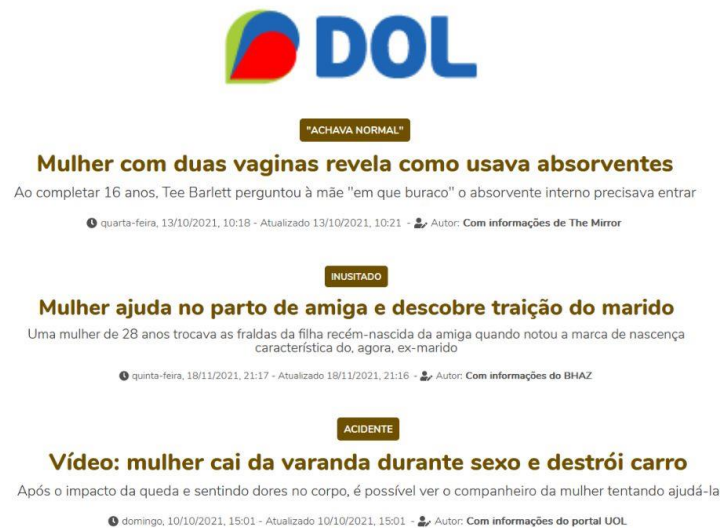 DOL
"ACHAVA NORMAL"
Mulher com duas vaginas revela como usava absorventes
Ao completar 16 anos, Tee Barlett perguntou à mãe "em que buraco" o absorvente interno precisava entrar
quarta-feira, 13/10/2021, 10:18 - Atualizado 13/10/2021, 10:21 - Autor: Com informações de The Mirror
INUSITADO
Mulher ajuda no parto de amiga e descobre traição do marido
Uma mulher de 28 anos trocava as fraldas da filha recém-nascida da amiga quando notou a marca de nascença
característica do, agora, ex-marido
quinta-feira, 18/11/2021, 21:17 - Atualizado 18/11/2021, 21:16 - Autor: Com informações do BHAZ
ACIDENTE
Vídeo: mulher cai da varanda durante sexo e destrói carro
Após o impacto da queda e sentindo dores no corpo, é possível ver o companheiro da mulher tentando ajudá-la
domingo, 10/10/2021, 15:01 - Atualizado 10/10/2021, 15:01 - Autor: Com informações do portal UOL